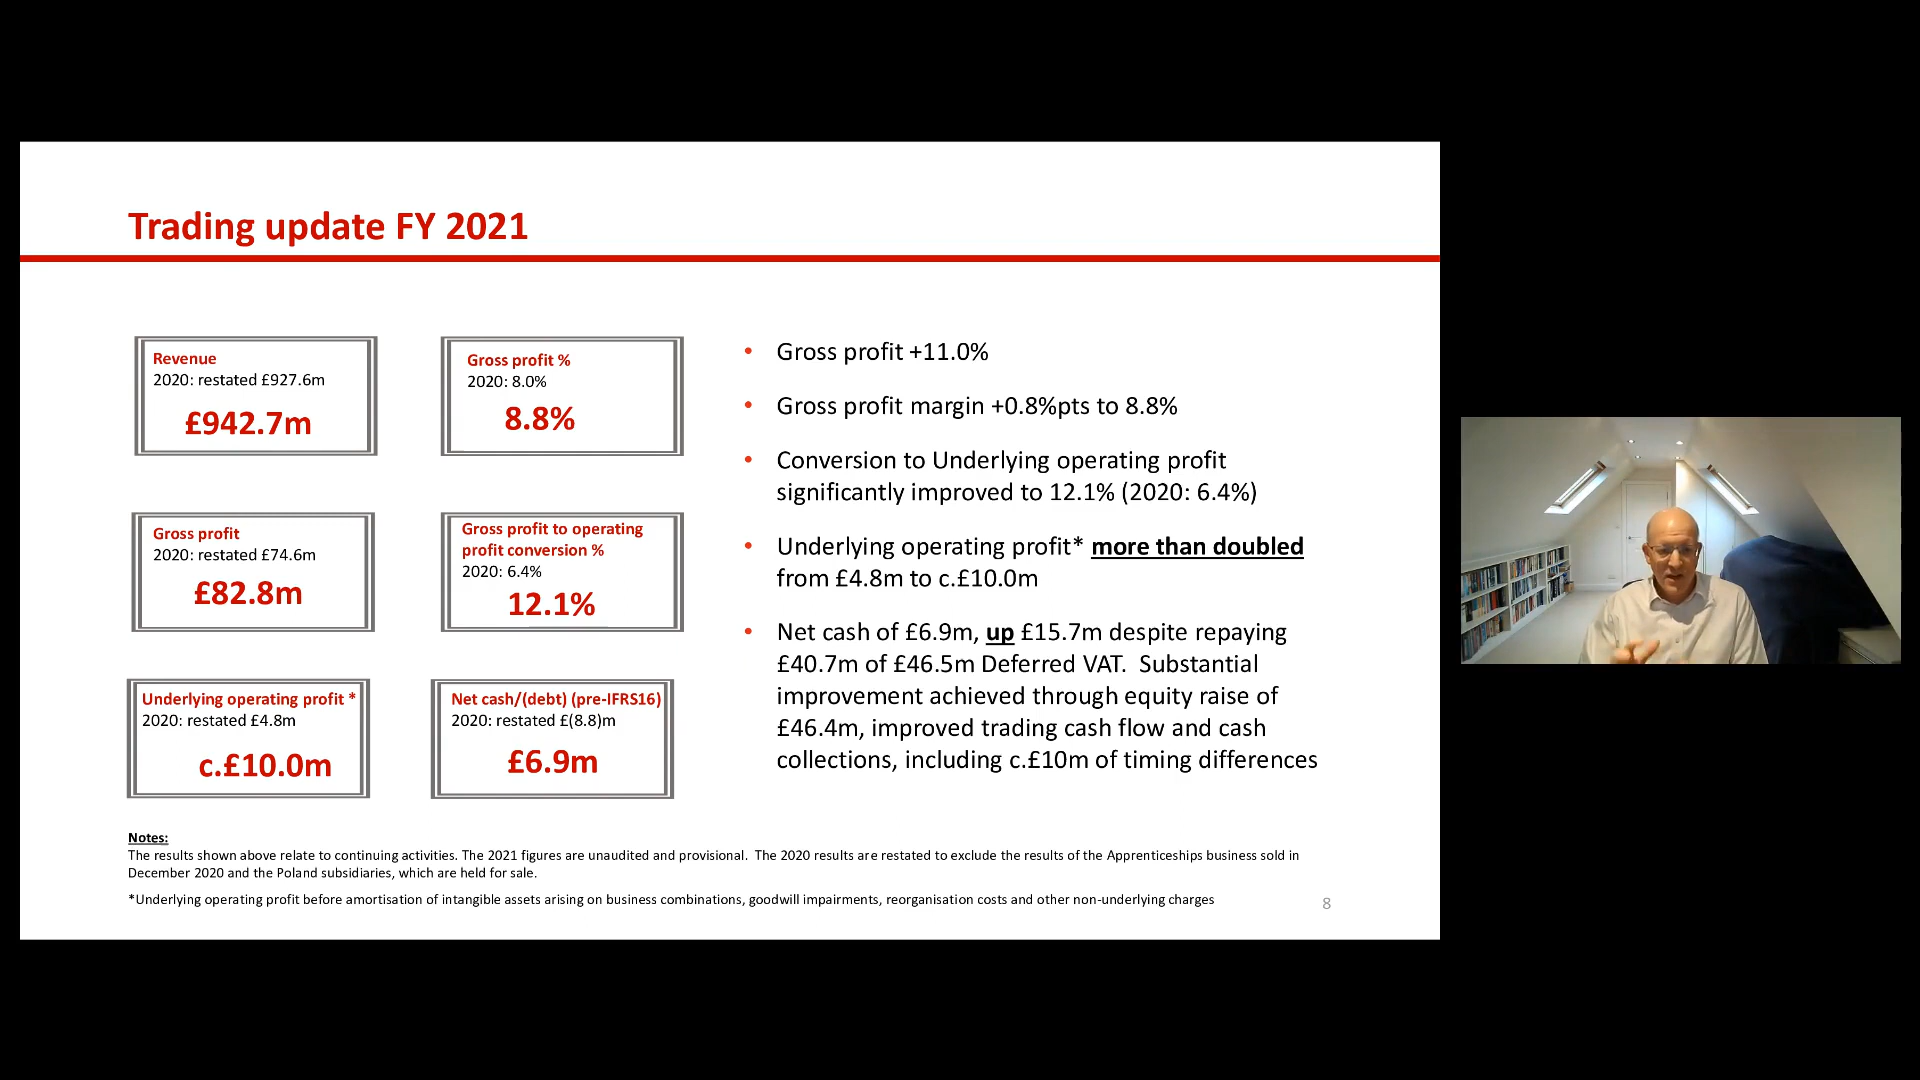 Trading update FY 2021
Revenue
2020: restated £927.6m
£942.7m
Gross profit %
2020: 8.0%
8.8%
Gross profit
2020: restated £74.6m
£82.8m
Gross profit to operating
profit conversion %
2020: 6.4%
12.1%
Underlying operating profit *
2020: restated £4.8m
c.£10.0m
Net cash/(debt) (pre-IFRS16)
2020: restated £(8.8)m
£6.9m
• Gross profit +11.0%
• Gross profit margin +0.8%pts to 8.8%
• Conversion to Underlying operating profit
significantly improved to 12.1% (2020: 6.4%)
• Underlying operating profit* more than doubled
from £4.8m to c.£10.0m
• Net cash of £6.9m, up £15.7m despite repaying
£40.7m of £46.5m Deferred VAT. Substantial
improvement achieved through equity raise of
£46.4m, improved trading cash flow and cash
collections, including c.£10m of timing differences
Notes:
The results shown above relate to continuing activities. The 2021 figures are unaudited and provisional. The 2020 results are restated to exclude the results of the Apprenticeships business sold in
December 2020 and the Poland subsidiaries, which are held for sale.
*Underlying operating profit before amortisation of intangible assets arising on business combinations, goodwill impairments, reorganisation costs and other non-underlying charges
8